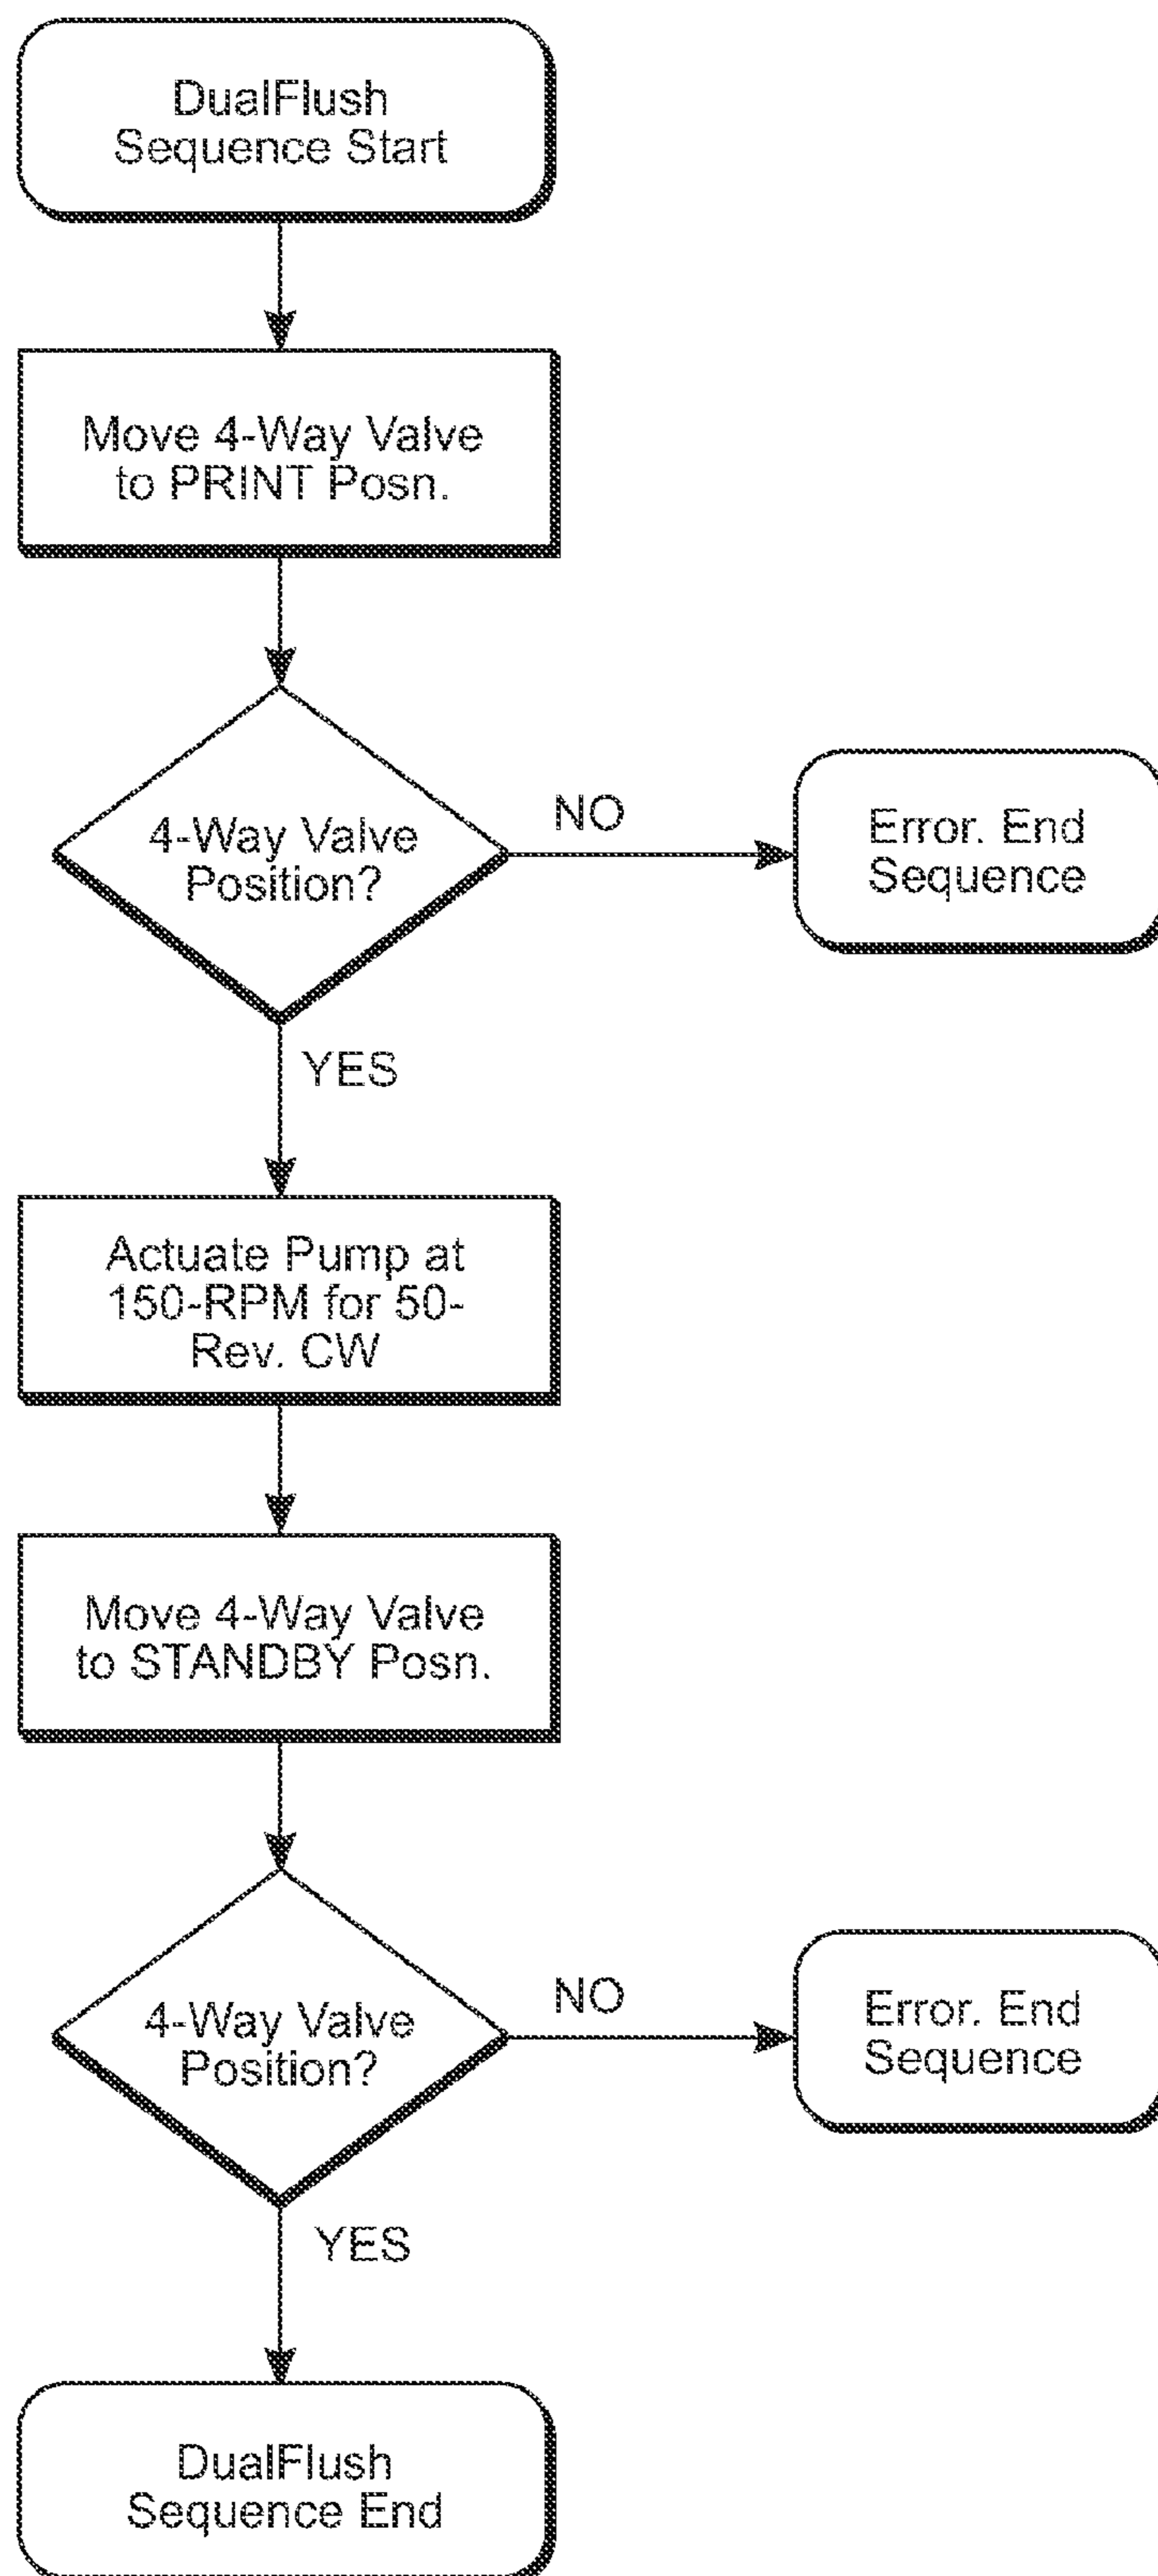 DualFlush
Sequence Start
Move 4-Way Valve
to PRINT Posn.
4-Way Valve
Position?
NO
Error. End
Sequence
YES
Actuate Pump at
150-RPM for 50-
Rev. CW
Move 4-Way Valve
to STANDBY Posn.
4-Way Valve
Position?
NO
Error. End
Sequence
YES
DualFlush
Sequence End